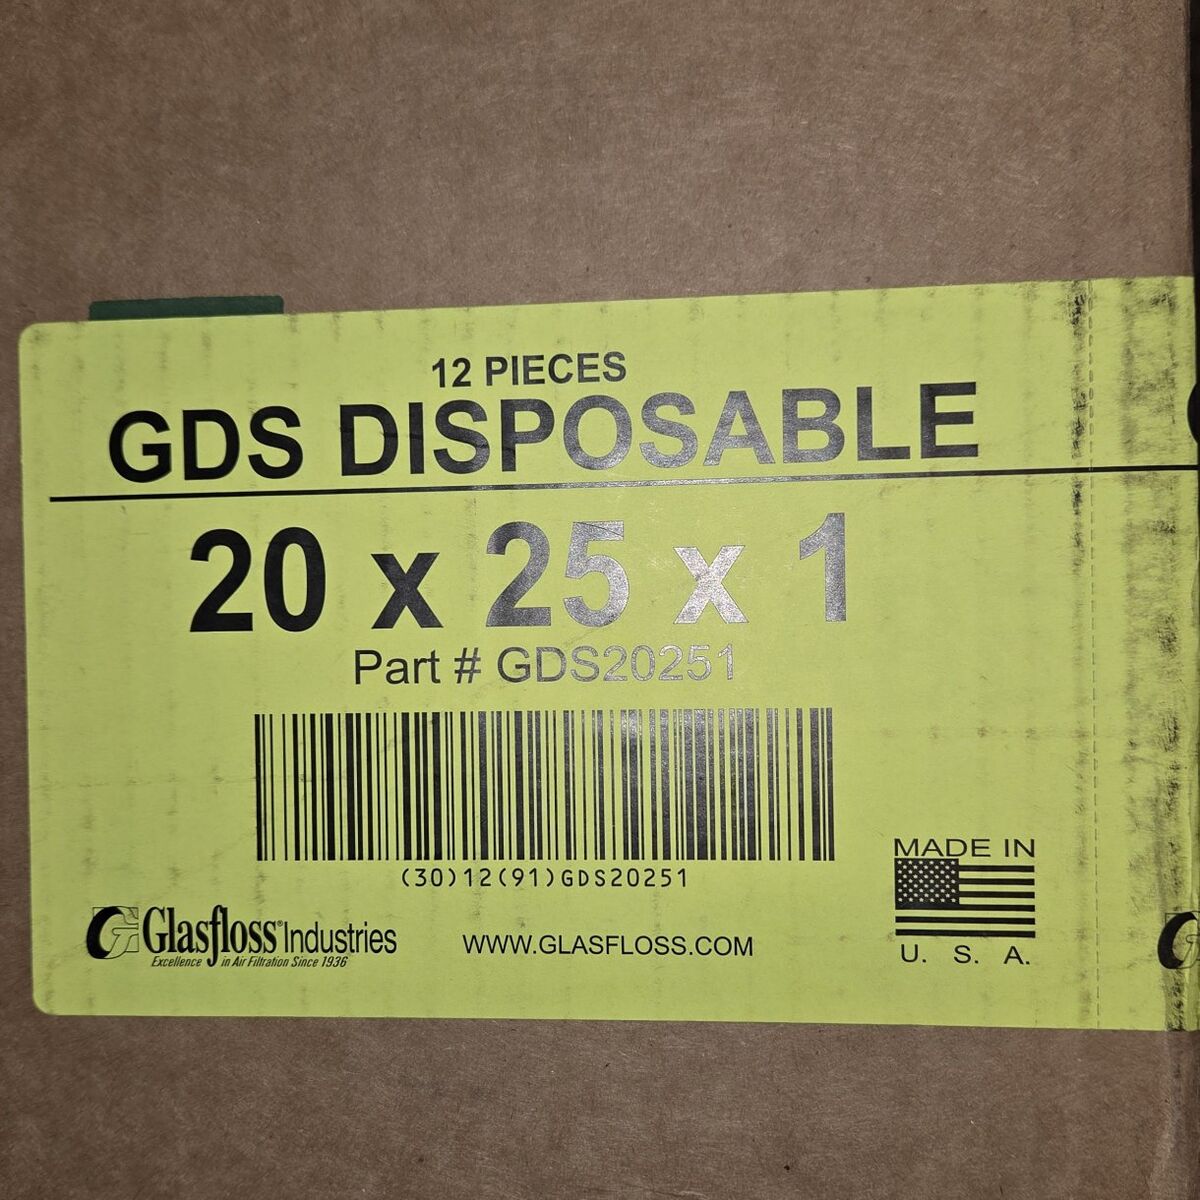 12 PIECES
GDS DISPOSABLE
20 x 25 x 1
Part # GDS20251
(30)12(91)GDS20251
MADE IN
U. S. A.
G Glasfloss® Industries
Excellence in Air Filtration Since 1936
WWW.GLASFLOSS.COM